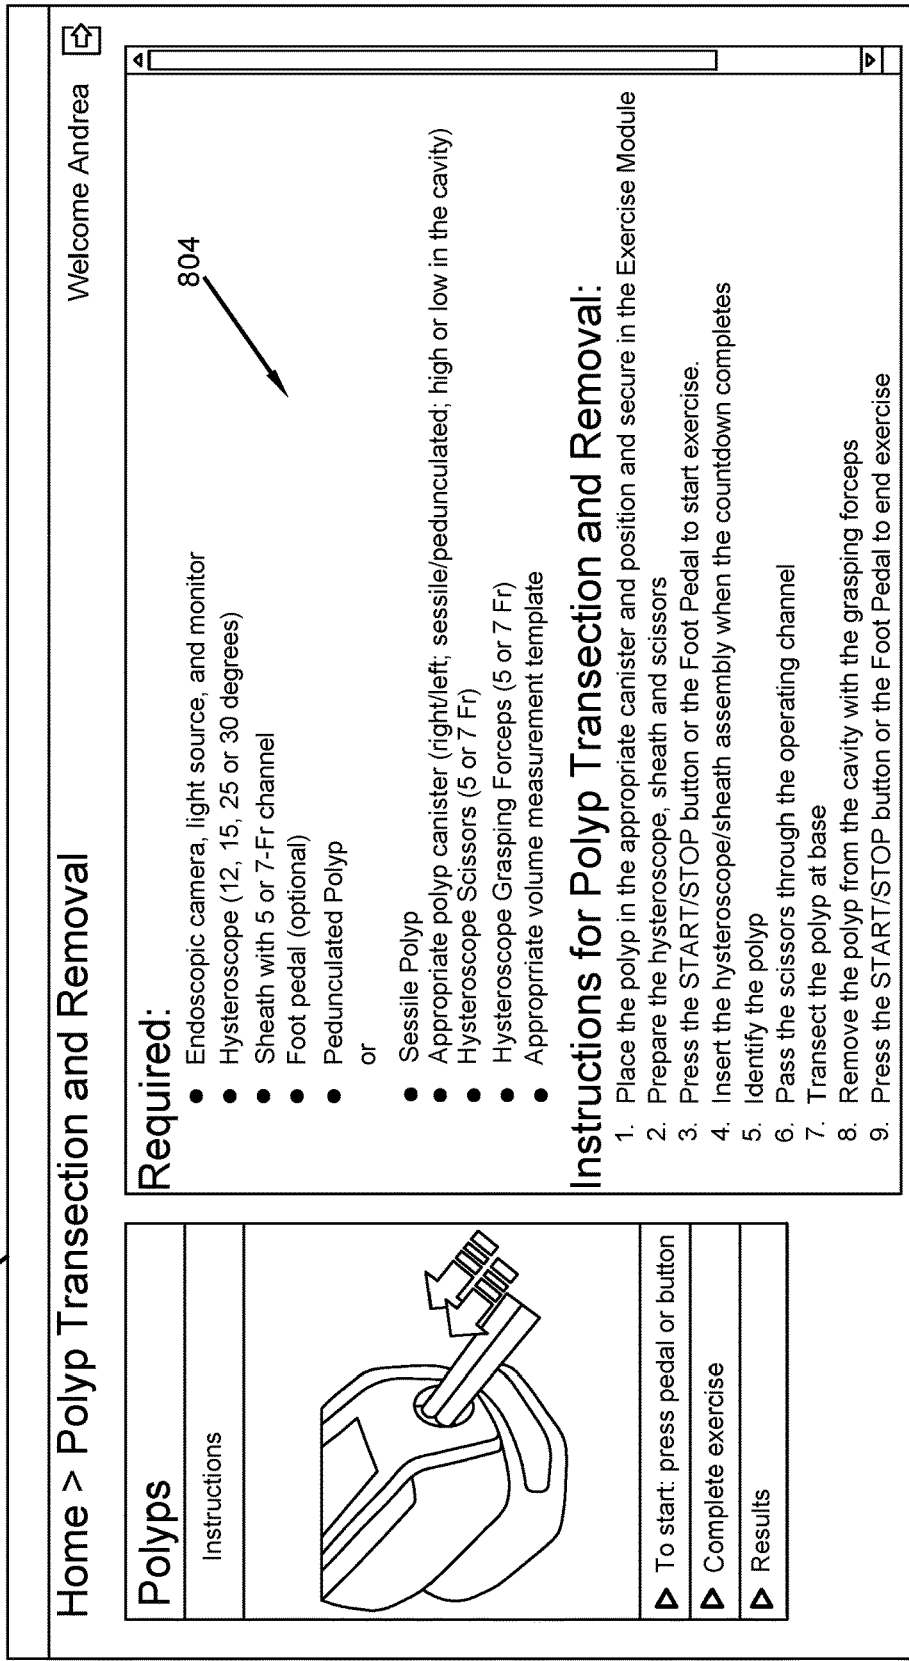 Home > Polyp Transection and Removal
Welcome Andrea
Polyps
Instructions
To start: press pedal or button
Complete exercise
Results
804
Required:
● Endoscopic camera, light source, and monitor
● Hysteroscope (12, 15, 25 or 30 degrees)
● Sheath with 5 or 7-Fr channel
● Foot pedal (optional)
● Pedunculated Polyp
or
● Sessile Polyp
● Appropriate polyp canister (right/left; sessile/pedunculated; high or low in the cavity)
● Hysteroscope Scissors (5 or 7 Fr)
● Hysteroscope Grasping Forceps (5 or 7 Fr)
● Approprriate volume measurement template
Instructions for Polyp Transection and Removal:
1. Place the polyp in the appropriate canister and position and secure in the Exercise Module
2. Prepare the hysteroscope, sheath and scissors
3. Press the START/STOP button or the Foot Pedal to start exercise.
4. Insert the hysteroscope/sheath assembly when the countdown completes
5. Identify the polyp
6. Pass the scissors through the operating channel
7. Transect the polyp at base
8. Remove the polyp from the cavity with the grasping forceps
9. Press the START/STOP button or the Foot Pedal to end exercise